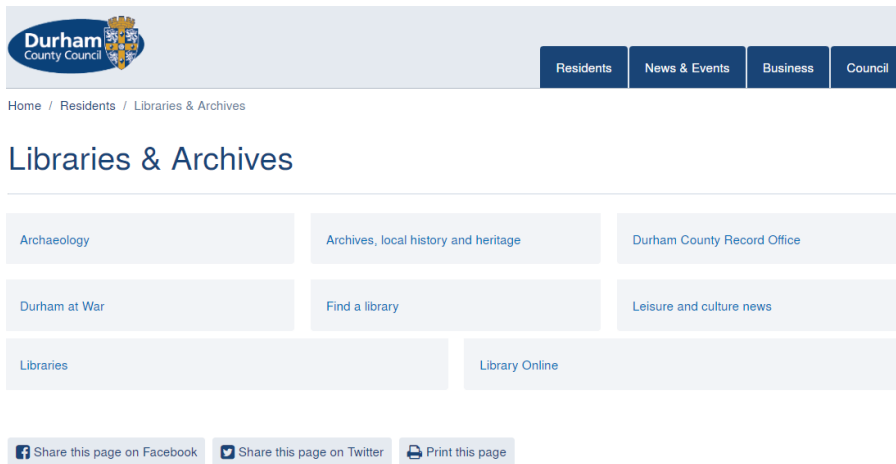 Durham
County Council
Residents
News & Events
Business
Council
Home / Residents / Libraries & Archives
Libraries & Archives
Archaeology
Archives, local history and heritage
Durham County Record Office
Durham at War
Find a library
Leisure and culture news
Libraries
Library Online
Share this page on Facebook
Share this page on Twitter
Print this page